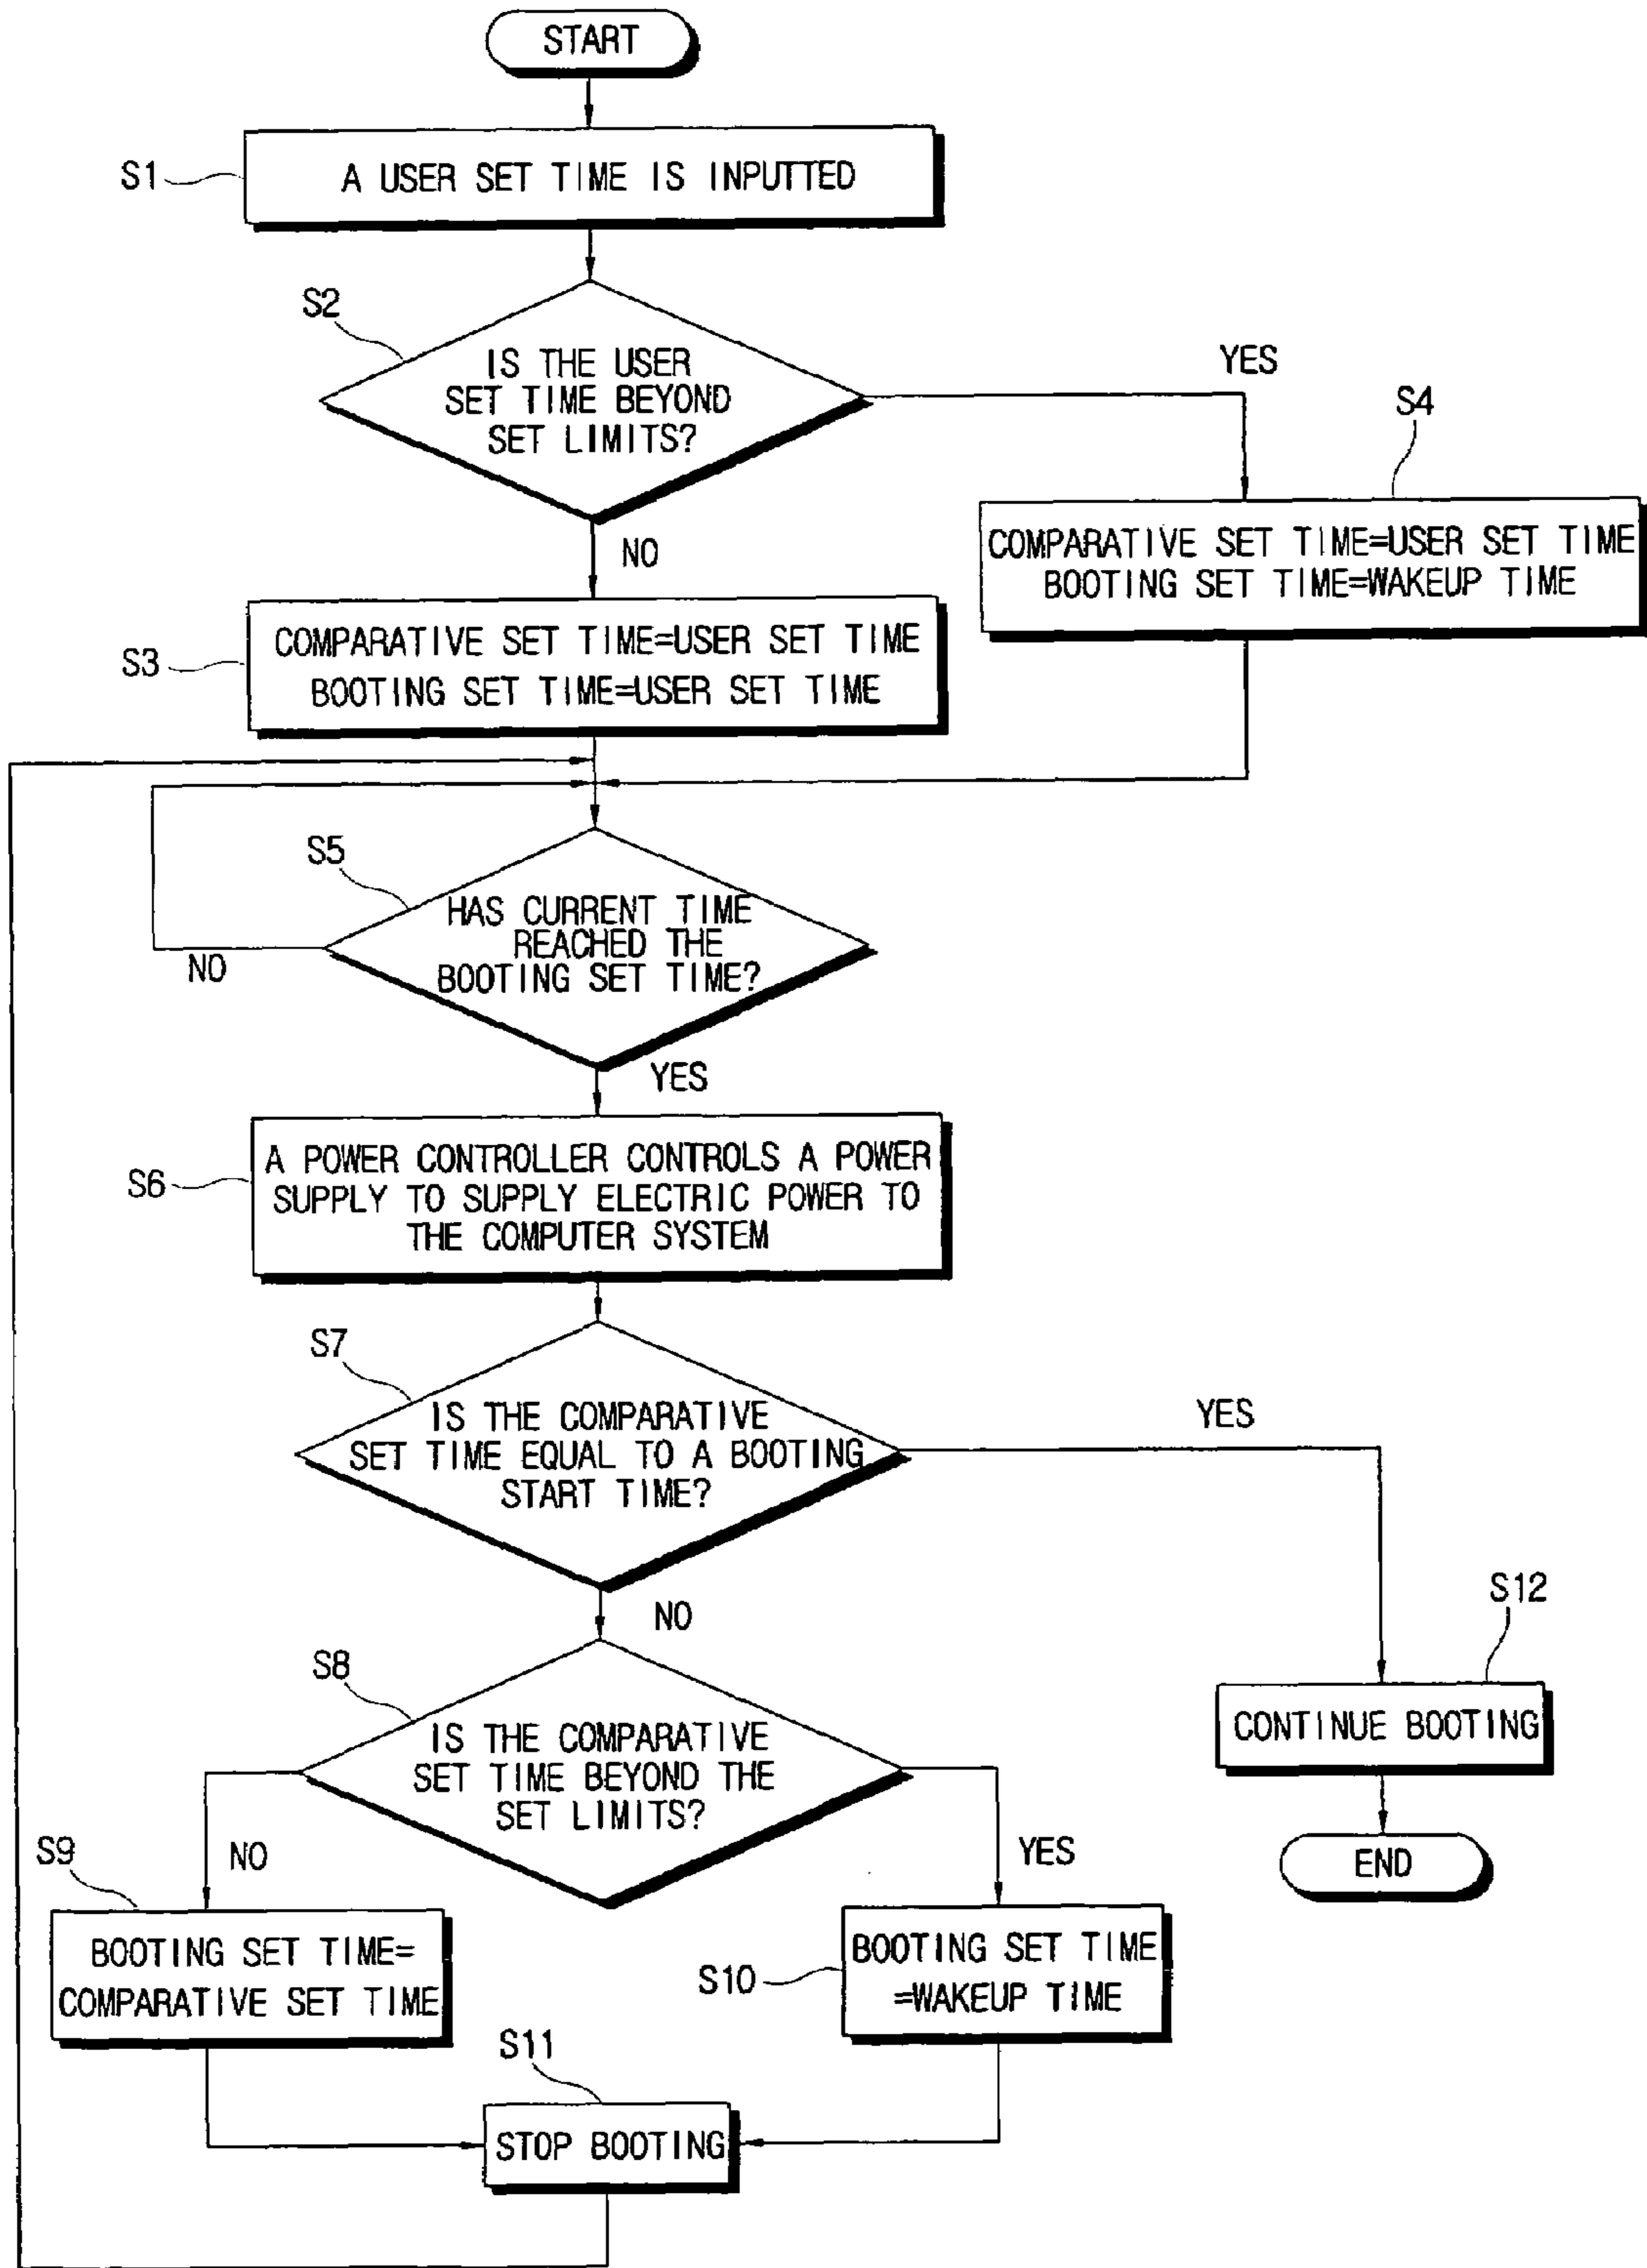 START
S1
A USER SET TIME IS INPUTTED
S2
IS THE USER
SET TIME BEYOND
SET LIMITS?
YES
NO
S4
COMPARATIVE SET TIME=USER SET TIME
BOOTING SET TIME=WAKEUP TIME
S3
COMPARATIVE SET TIME=USER SET TIME
BOOTING SET TIME=USER SET TIME
S5
HAS CURRENT TIME
REACHED THE
BOOTING SET TIME?
NO
YES
S6
A POWER CONTROLLER CONTROLS A POWER
SUPPLY TO SUPPLY ELECTRIC POWER TO
THE COMPUTER SYSTEM
S7
IS THE COMPARATIVE
SET TIME EQUAL TO A BOOTING
START TIME?
YES
NO
S12
CONTINUE BOOTING
END
S8
IS THE COMPARATIVE
SET TIME BEYOND THE
SET LIMITS?
NO
YES
S9
BOOTING SET TIME=
COMPARATIVE SET TIME
S10
BOOTING SET TIME
=WAKEUP TIME
S11
STOP BOOTING